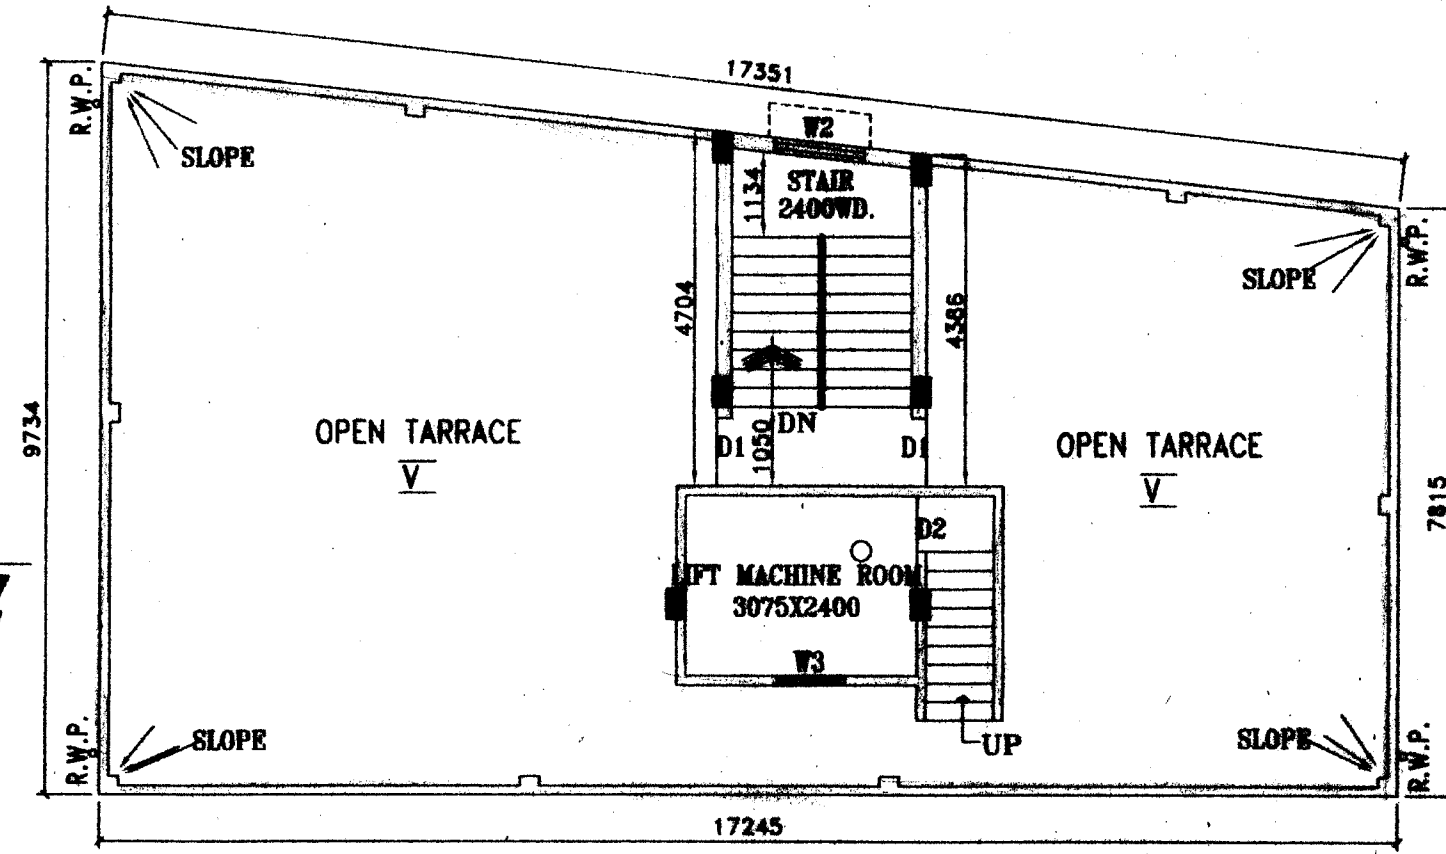 17351
R.W.P.
W2
SLOPE
STAIR
2400WD.
1134
R.W.P.
SLOPE
4704
4386
9734
OPEN TARRACE
V
DN
D1
1050
D1
OPEN TARRACE
V
7815
D2
LIFT MACHINE ROOM
3075X2400
W3
R.W.P.
SLOPE
UP
SLOPE
R.W.P.
17245